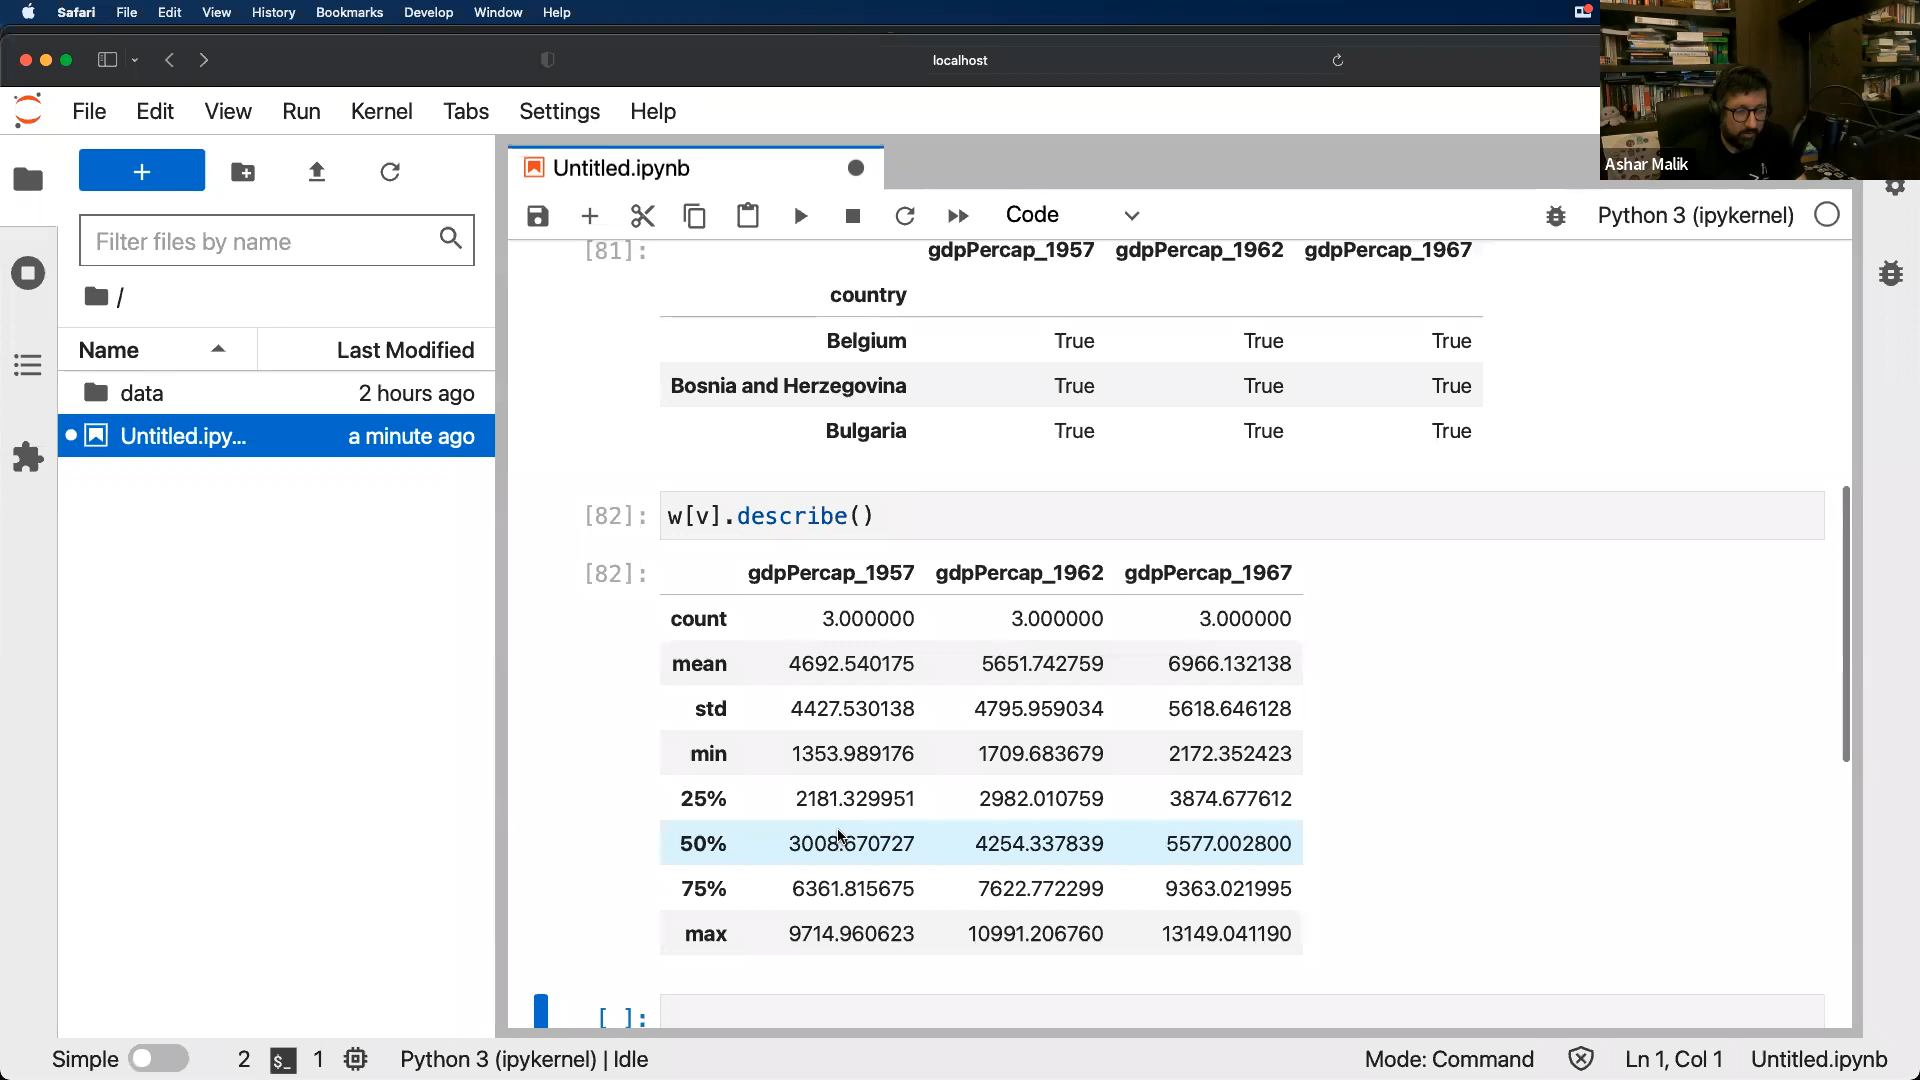 Safari File Edit View History Bookmarks Develop Window Help
localhost
File Edit View Run Kernel Tabs Settings Help
Ashar Malik
+
Untitled.ipynb
Code
Python 3 (ipykernel)
Filter files by name
/
Name Last Modified
data 2 hours ago
Untitled.ipy... a minute ago
[81]: gdpPercap_1957 gdpPercap_1962 gdpPercap_1967
country
Belgium True True True
Bosnia and Herzegovina True True True
Bulgaria True True True
[82]: w[v].describe()
[82]: gdpPercap_1957 gdpPercap_1962 gdpPercap_1967
count 3.000000 3.000000 3.000000
mean 4692.540175 5651.742759 6966.132138
std 4427.530138 4795.959034 5618.646128
min 1353.989176 1709.683679 2172.352423
25% 2181.329951 2982.010759 3874.677612
50% 3008.670727 4254.337839 5577.002800
75% 6361.815675 7622.772299 9363.021995
max 9714.960623 10991.206760 13149.041190
[ ]:
Simple 2 $_ 1 Python 3 (ipykernel) | Idle Mode: Command Ln 1, Col 1 Untitled.ipynb